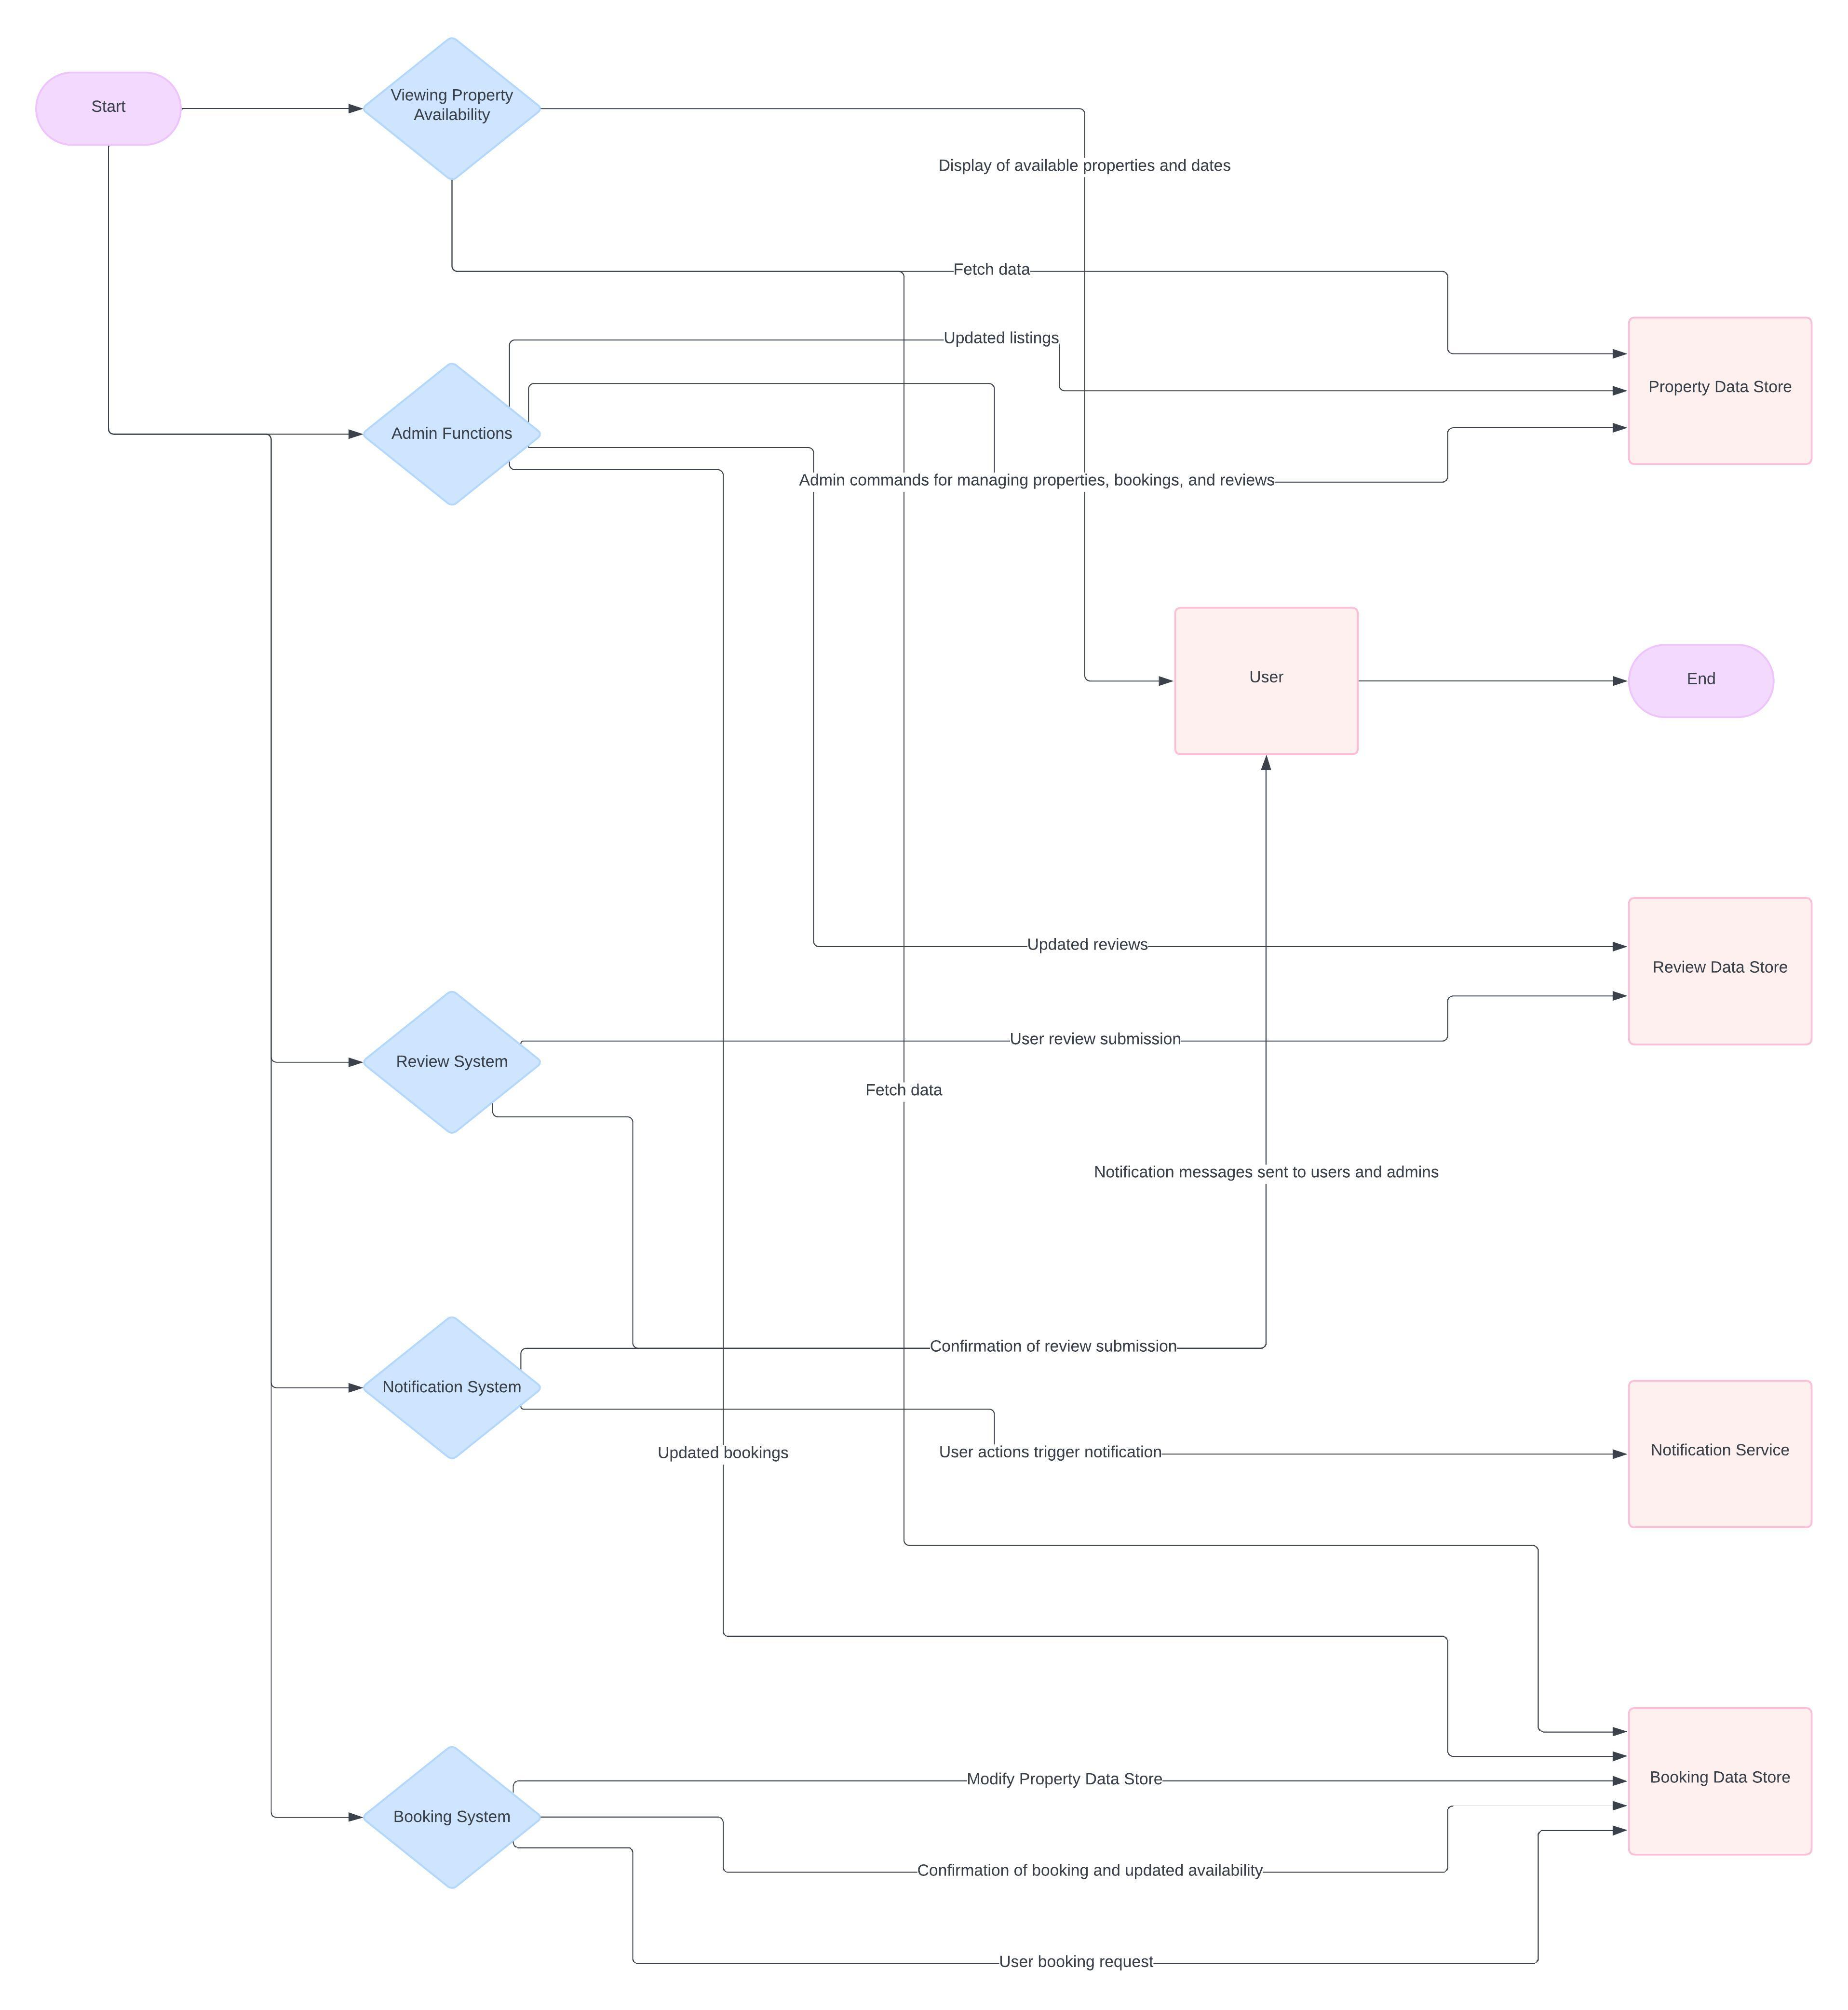 Start
Viewing Property
Availability
Display of available properties and dates
Fetch data
Updated listings
Property Data Store
Admin Functions
Admin commands for managing properties, bookings, and reviews
User
End
Updated reviews
Review Data Store
User review submission
Review System
Fetch data
Notification messages sent to users and admins
Confirmation of review submission
Notification System
Updated bookings
User actions trigger notification
Notification Service
Modify Property Data Store
Booking Data Store
Booking System
Confirmation of booking and updated availability
User booking request